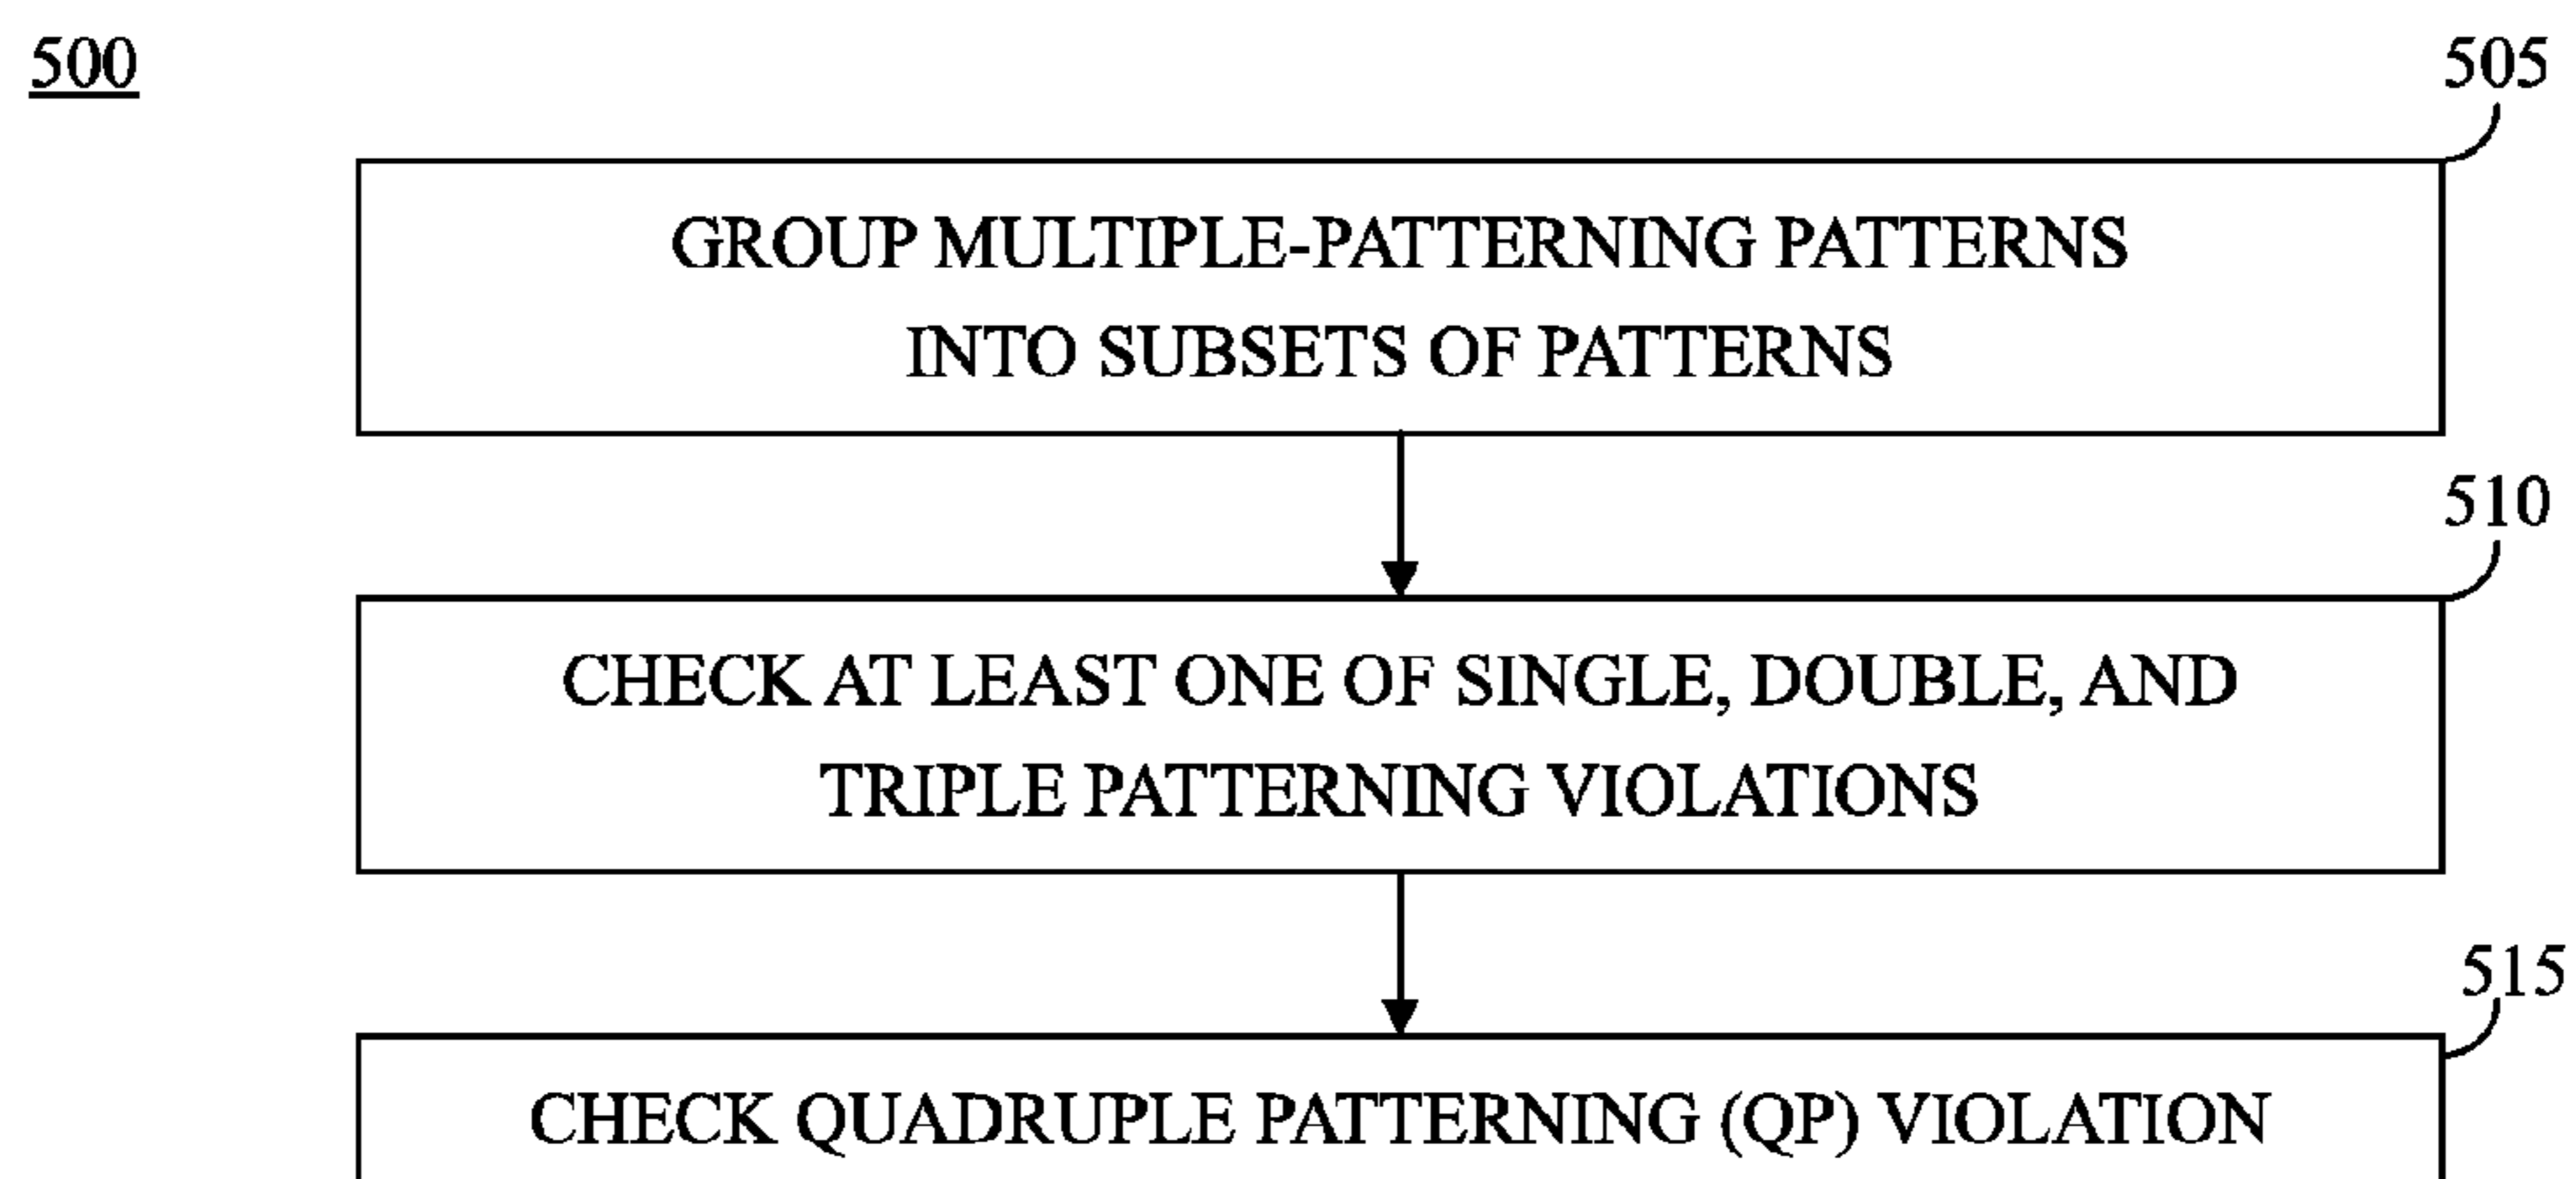 500
505
GROUP MULTIPLE-PATTERNING PATTERNS
INTO SUBSETS OF PATTERNS
510
CHECK AT LEAST ONE OF SINGLE, DOUBLE, AND
TRIPLE PATTERNING VIOLATIONS
515
CHECK QUADRUPLE PATTERNING (QP) VIOLATION